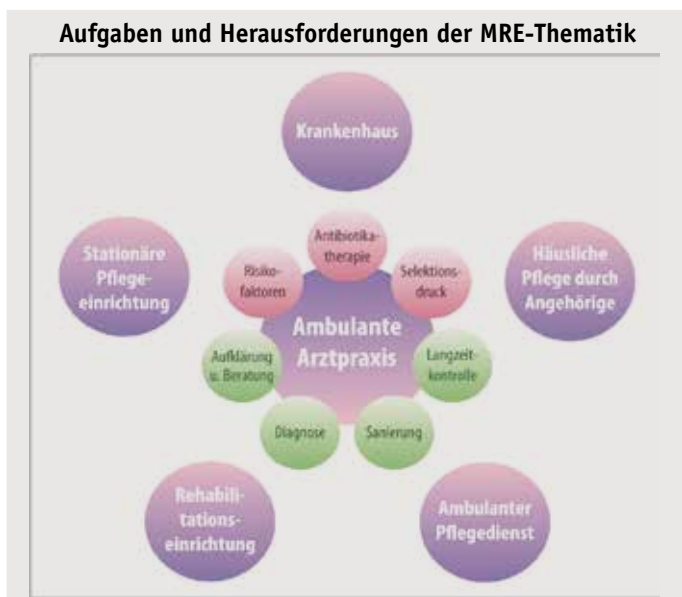 Aufgaben und Herausforderungen der MRE-Thematik
Krankenhaus
Stationäre
Pflege-
einrichtung
Häusliche
Pflege durch
Angehörige
Antibiotika-
therapie
Risiko-
faktoren
Selektions-
druck
Ambulante
Arztpraxis
Aufklärung
u. Beratung
Langzeit-
kontrolle
Diagnose
Sanierung
Rehabili-
tations-
einrichtung
Ambulanter
Pflegedienst